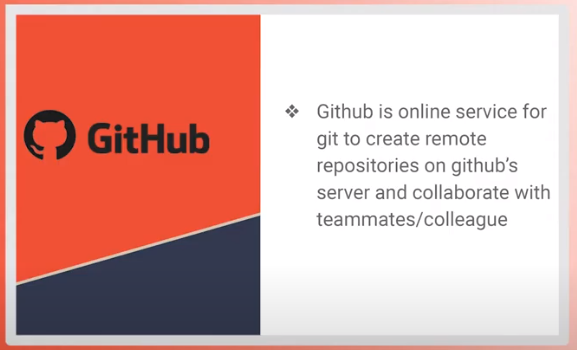 GitHub
❖ Github is online service for
git to create remote
repositories on github's
server and collaborate with
teammates/colleague